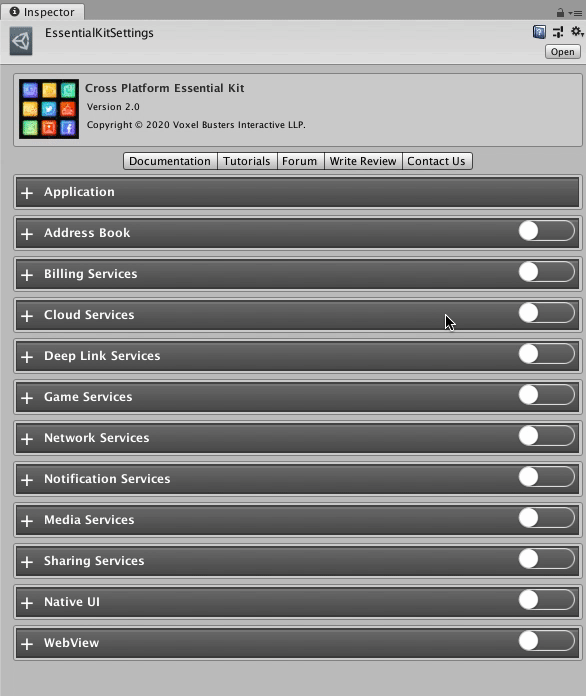 Inspector
EssentialKitSettings
Open
Cross Platform Essential Kit
Version 2.0
Copyright © 2020 Voxel Busters Interactive LLP.
Documentation Tutorials Forum Write Review Contact Us
Application
Address Book
Billing Services
Cloud Services
Deep Link Services
Game Services
Network Services
Notification Services
Media Services
Sharing Services
Native UI
WebView